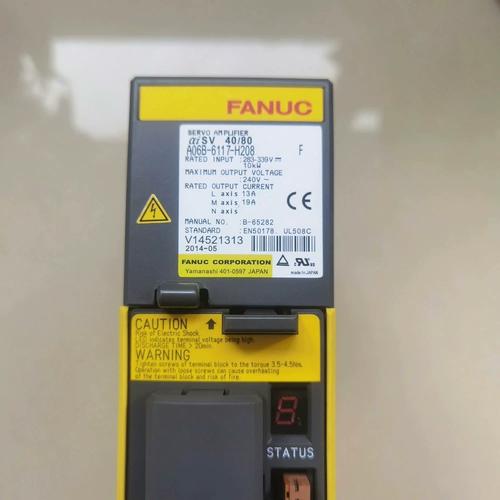 FANUC
SERVO AMPLIFIER
αiSV 40/80
A06B-6117-H208 F
RATED INPUT :283-339V
10kW
MAXIMUM OUTPUT VOLTAGE
:240V ~
RATED OUTPUT CURRENT
L axis 13A
M axis 19A
N axis
MANUAL NO. :B-65282
STANDARD :EN50178. UL508C
V14521313
2014-05
FANUC CORPORATION
Yamanashi 401-0597 JAPAN
made in JAPAN
CE
CAUTION
Risk of Electric Shock.
LED indicates terminal voltage being high.
DISCHARGE TIME > 20min.
WARNING
Tighten screws of terminal block to the torque 3.5-4.5Nm.
Operation with loose screws can cause overheating of the
terminal block and risk of fire.
STATUS